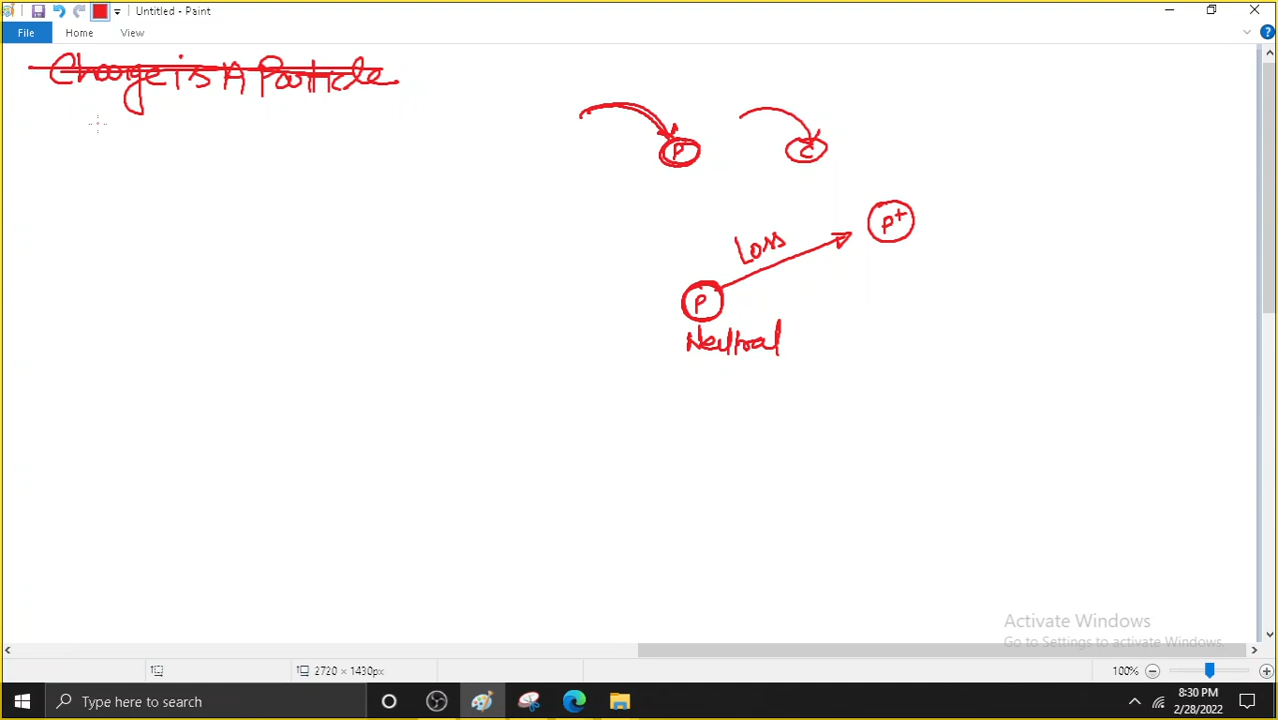 Untitled - Paint
File Home View
Charge is A Particle
P C
P+
Loss
P
Neutral
Activate Windows
Go to Settings to activate Windows.
2720 × 1430px 100%
Type here to search
8:30 PM
2/28/2022